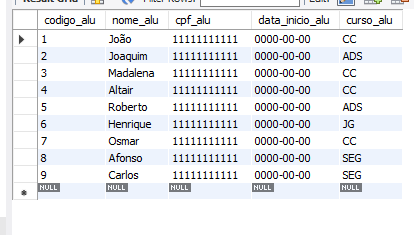 Result Grid Filter Rows: Edit:
codigo_alu nome_alu cpf_alu data_inicio_alu curso_alu
1 João 11111111111 0000-00-00 CC
2 Joaquim 11111111111 0000-00-00 ADS
3 Madalena 11111111111 0000-00-00 CC
4 Altair 11111111111 0000-00-00 CC
5 Roberto 11111111111 0000-00-00 ADS
6 Henrique 11111111111 0000-00-00 JG
7 Osmar 11111111111 0000-00-00 CC
8 Afonso 11111111111 0000-00-00 SEG
9 Carlos 11111111111 0000-00-00 SEG
NULL NULL NULL NULL NULL